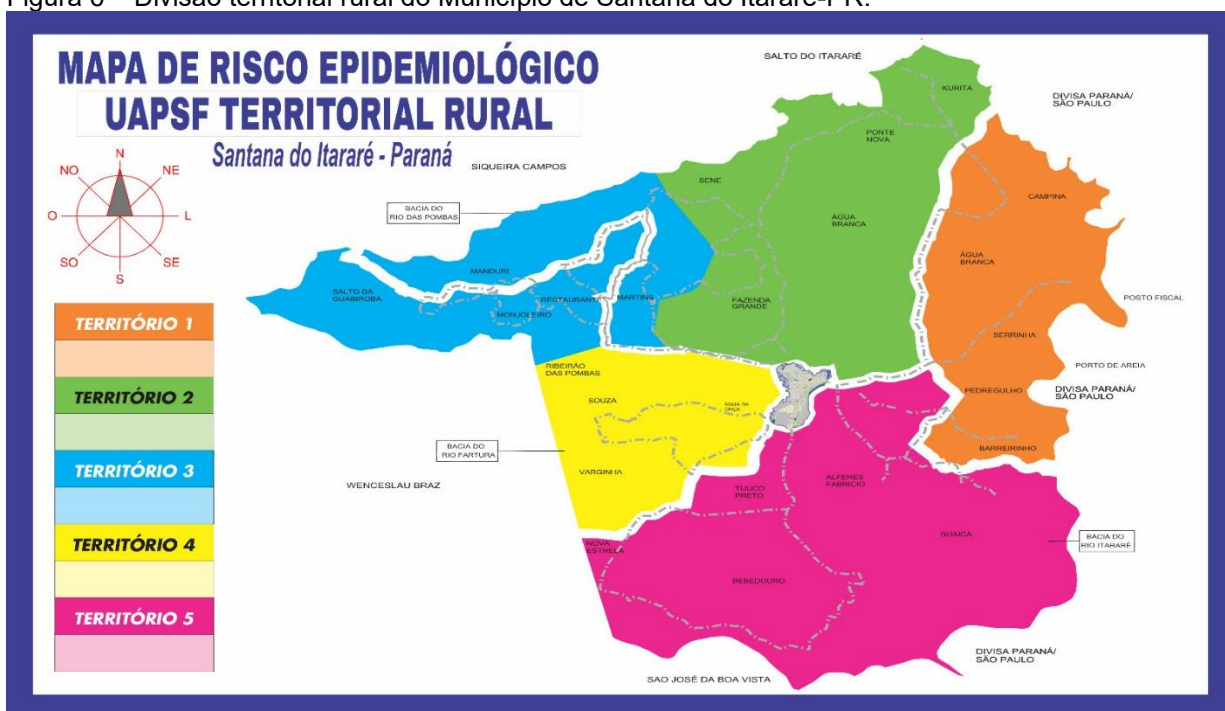 Figura 6 – Divisão territorial rural do Município de Santana do Itararé-PR.
MAPA DE RISCO EPIDEMIOLÓGICO
UAPSF TERRITORIAL RURAL
Santana do Itararé - Paraná
N
NO
NE
O
L
SO
SE
S
TERRITÓRIO 1
TERRITÓRIO 2
TERRITÓRIO 3
TERRITÓRIO 4
TERRITÓRIO 5
SALTO DO ITARARÉ
KURITA
DIVISA PARANÁ/
SÃO PAULO
PONTE
NOVA
SIQUEIRA CAMPOS
SENE
CAMPINA
BACIA DO
RIO DAS POMBAS
ÁGUA
BRANCA
ÁGUA
BRANCA
MANDURI
SALTO DA
GUABIROBA
RESTAURANTE
MARTINS
MONJOLEIRO
FAZENDA
GRANDE
POSTO FISCAL
SERRINHA
PORTO DE AREIA
RIBEIRÃO
DAS POMBAS
PEDREGULHO
DIVISA PARANÁ/
SÃO PAULO
SOUZA
ÁGUA DA
ONÇA
BACIA DO
RIO FARTURA
BARREIRINHO
VARGINHA
WENCESLAU BRAZ
TIJUCO
PRETO
ALFERES
FABRICIO
GUAICÁ
BACIA DO
RIO ITARARÉ
NOVA
ESTRELA
BEBEDOURO
DIVISA PARANÁ/
SÃO PAULO
SAO JOSÉ DA BOA VISTA